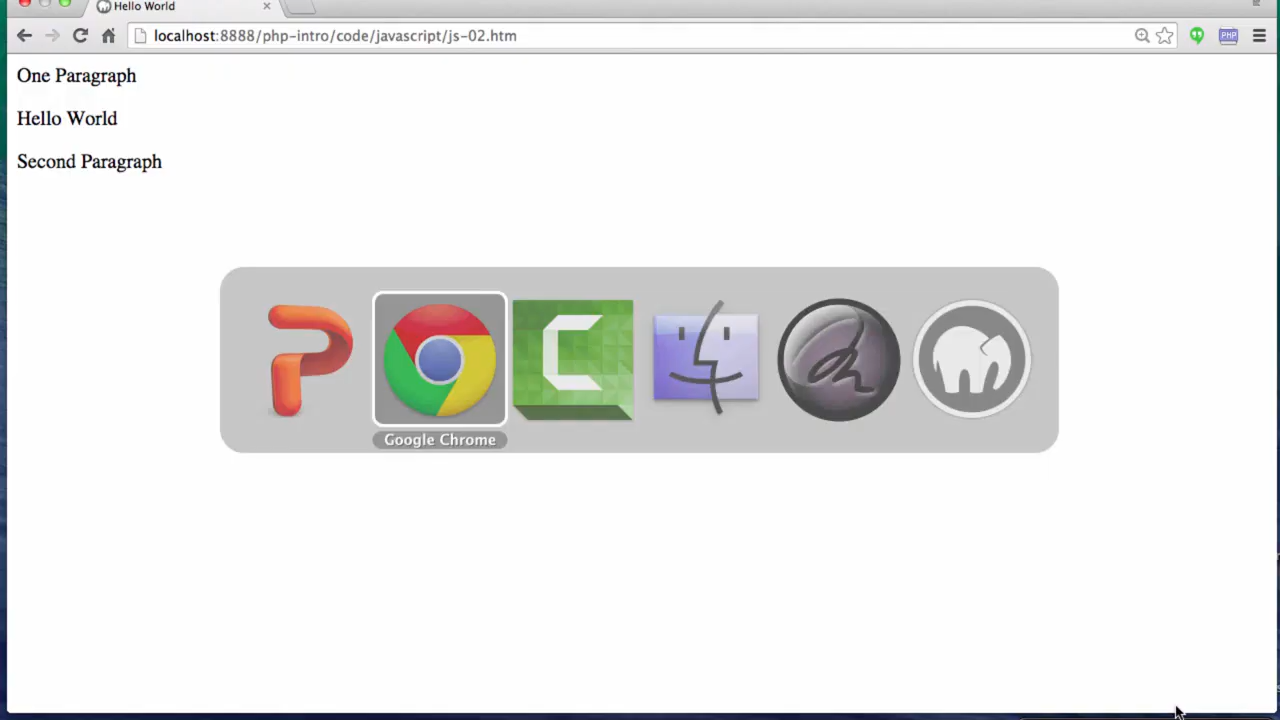 Hello World
localhost:8888/php-intro/code/javascript/js-02.htm
PHP
One Paragraph
Hello World
Second Paragraph
Google Chrome